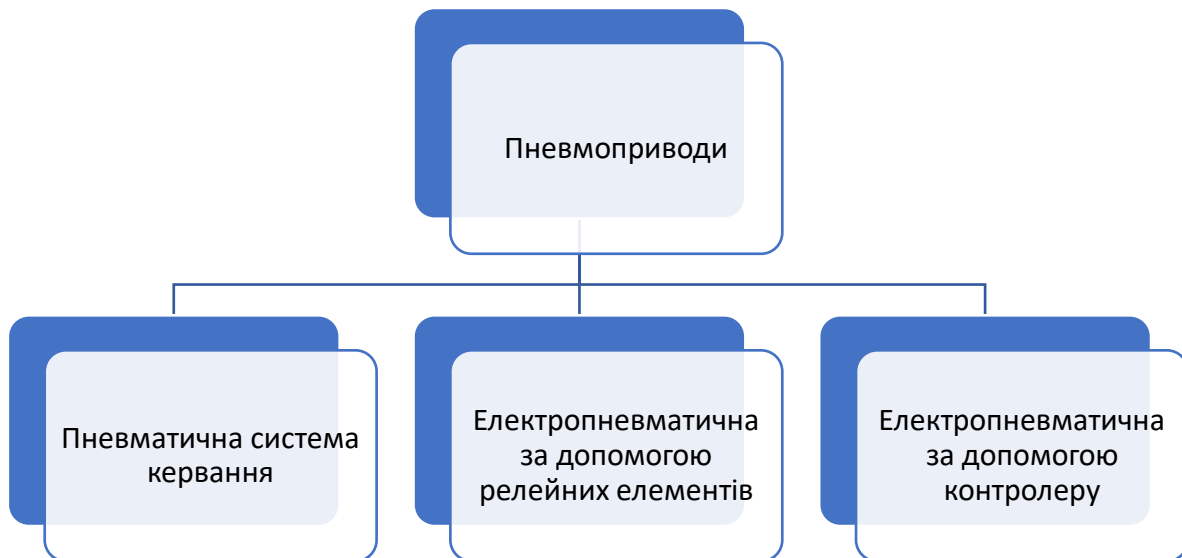 Пневмоприводи
Пневматична система
кервання
Електропневматична
за допомогою
релейних елементів
Електропневматична
за допомогою
контролеру